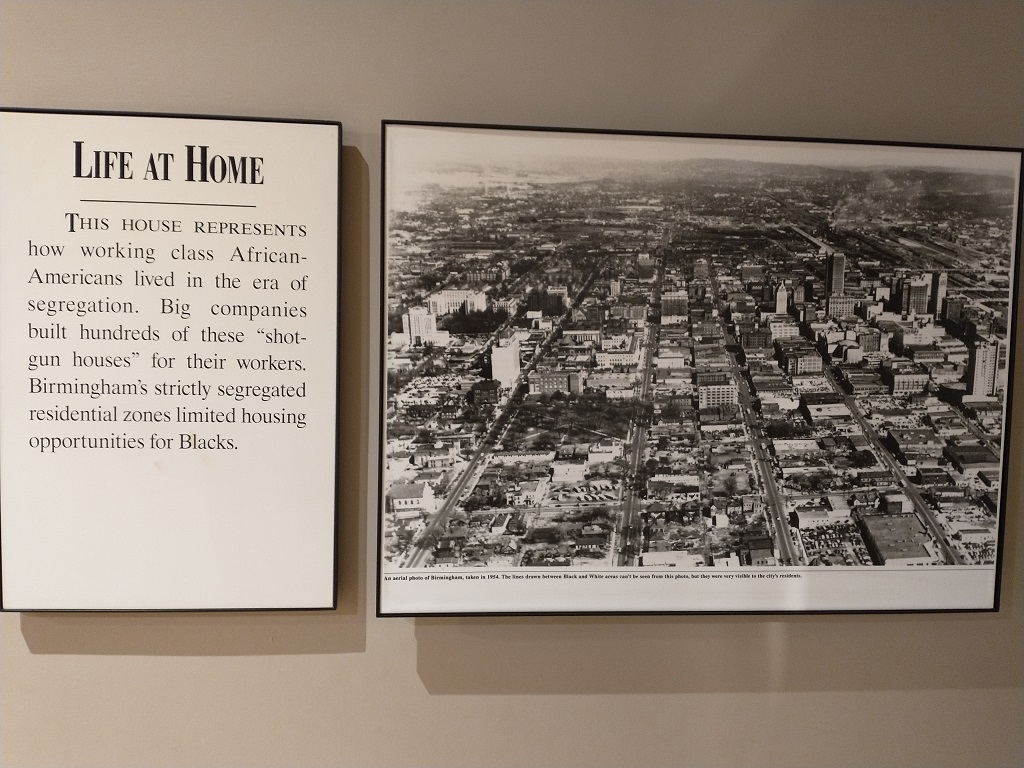 LIFE AT HOME
THIS HOUSE REPRESENTS
how working class African-
Americans lived in the era of
segregation. Big companies
built hundreds of these “shot-
gun houses” for their workers.
Birmingham's strictly segregated
residential zones limited housing
opportunities for Blacks.
An aerial photo of Birmingham, taken in 1954. The lines drawn between Black and White areas can't be seen from this photo, but they were very visible to the city's residents.